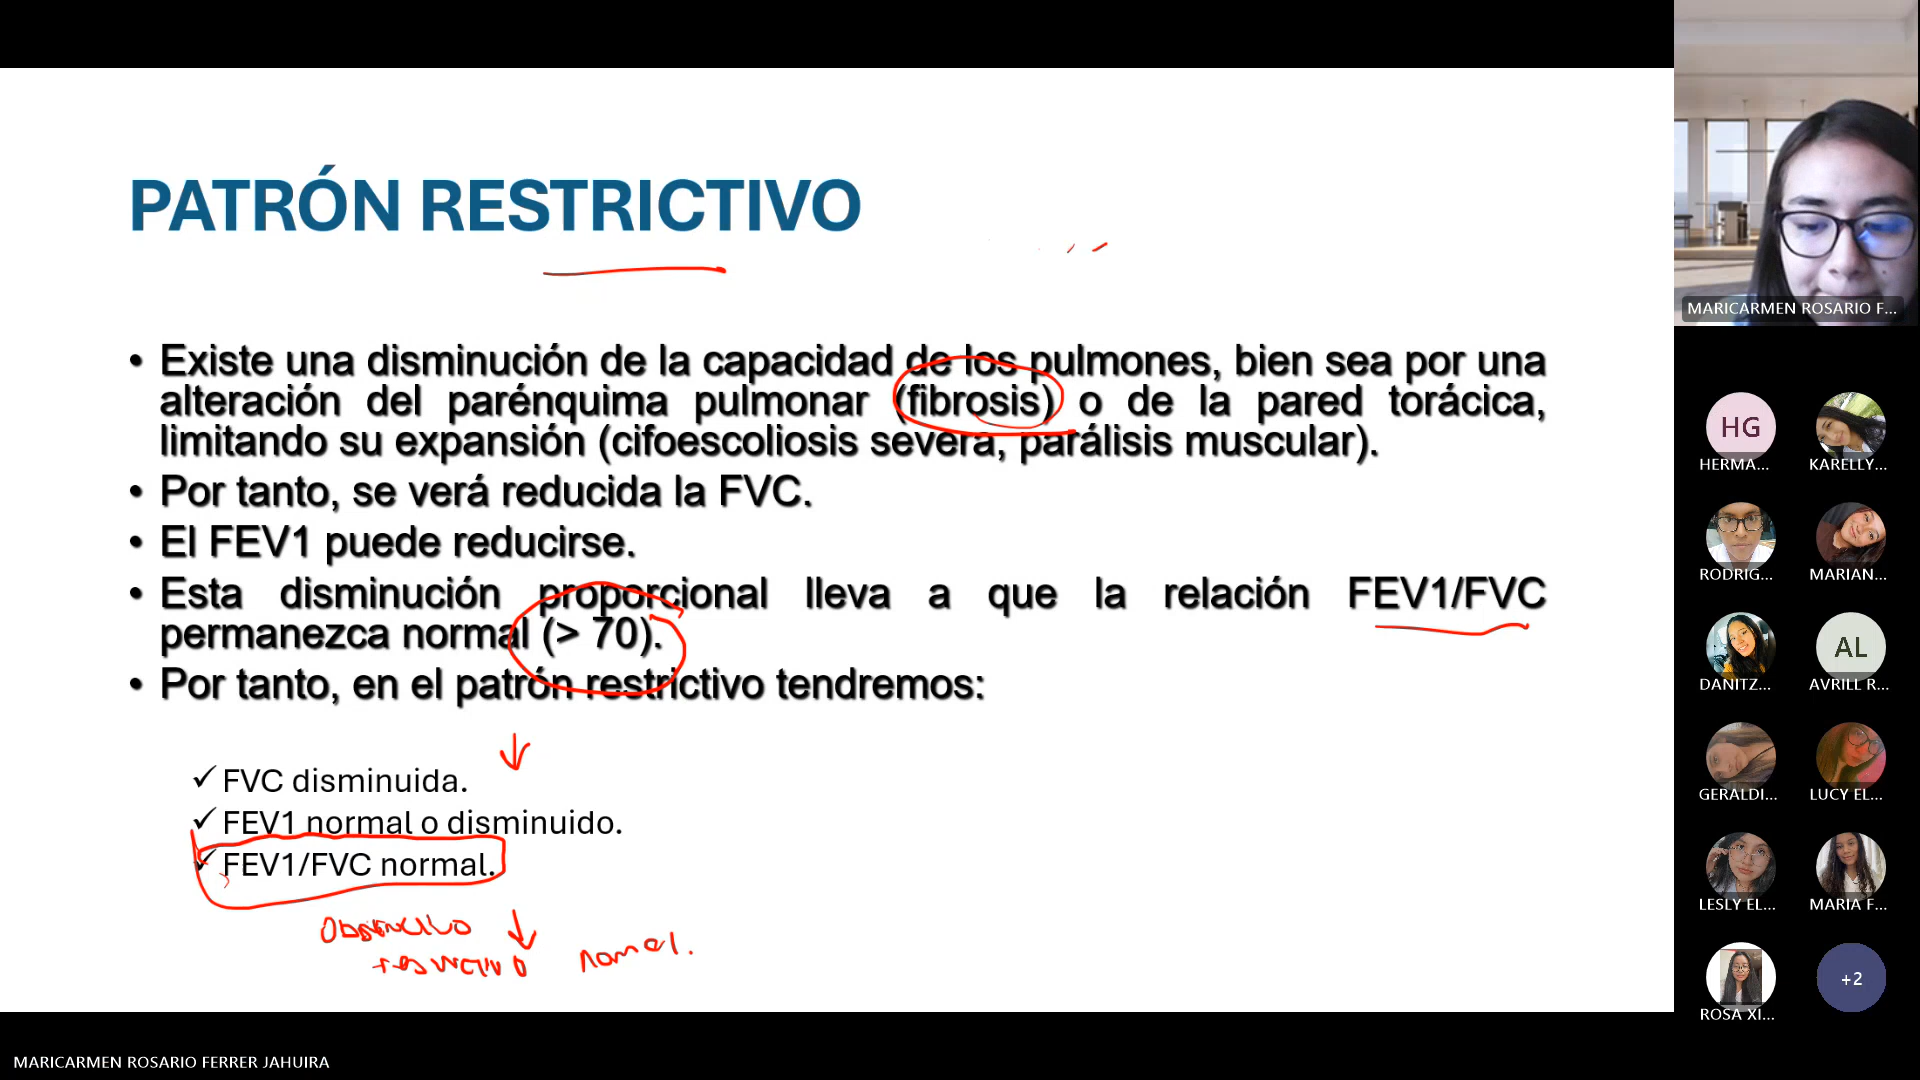 PATRÓN RESTRICTIVO
• Existe una disminución de la capacidad de los pulmones, bien sea por una
alteración del parénquima pulmonar (fibrosis) o de la pared torácica,
limitando su expansión (cifoescoliosis severa, parálisis muscular).
• Por tanto, se verá reducida la FVC.
• El FEV1 puede reducirse.
• Esta disminución proporcional lleva a que la relación FEV1/FVC
permanezca normal (> 70).
• Por tanto, en el patrón restrictivo tendremos:
✓ FVC disminuida.
✓ FEV1 normal o disminuido.
✓ FEV1/FVC normal.
Obstructivo ↓
restrictivo normal.
MARICARMEN ROSARIO F...
HG
HERMA...
KARELLY...
RODRIG...
MARIAN...
DANITZ...
AL
AVRILL R...
GERALDI...
LUCY EL...
LESLY EL...
MARIA F...
ROSA XI...
+2
MARICARMEN ROSARIO FERRER JAHUIRA